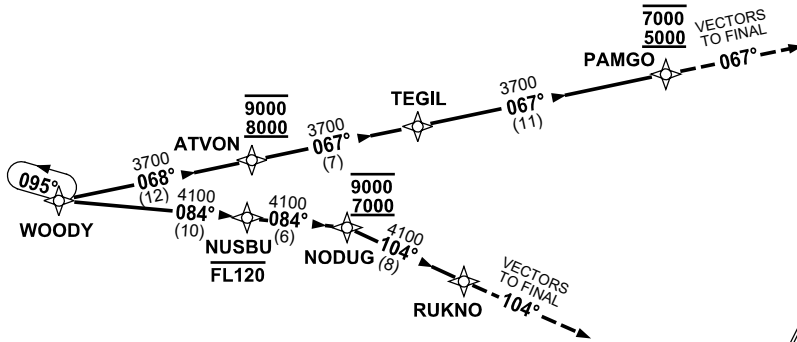 7000
5000
VECTORS
TO FINAL
067°
PAMGO
3700
067°
(11)
TEGIL
9000
8000
ATVON
3700
067°
(7)
3700
068°
(12)
095°
WOODY
4100
084°
(10)
NUSBU
FL120
084°
(6)
9000
7000
NODUG
4100
104°
(8)
RUKNO
VECTORS
TO FINAL
104°